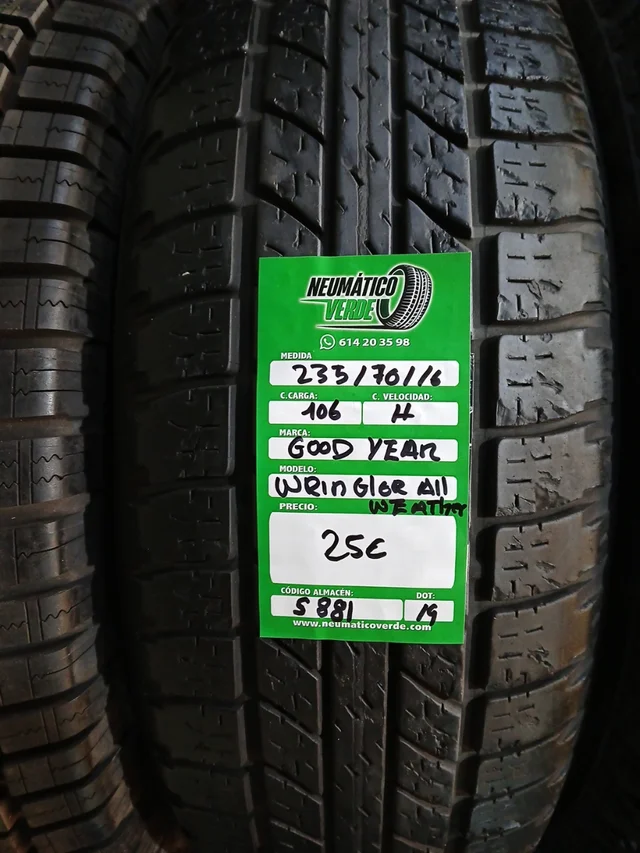 NEUMÁTICO
VERDE
614 20 35 98
MEDIDA
235/70/16
C.CARGA: C. VELOCIDAD:
106 H
MARCA:
GOOD YEAR
MODELO:
WRinGler All
WEATher
PRECIO:
25€
CÓDIGO ALMACÉN: DOT:
5881 19
www.neumaticoverde.com